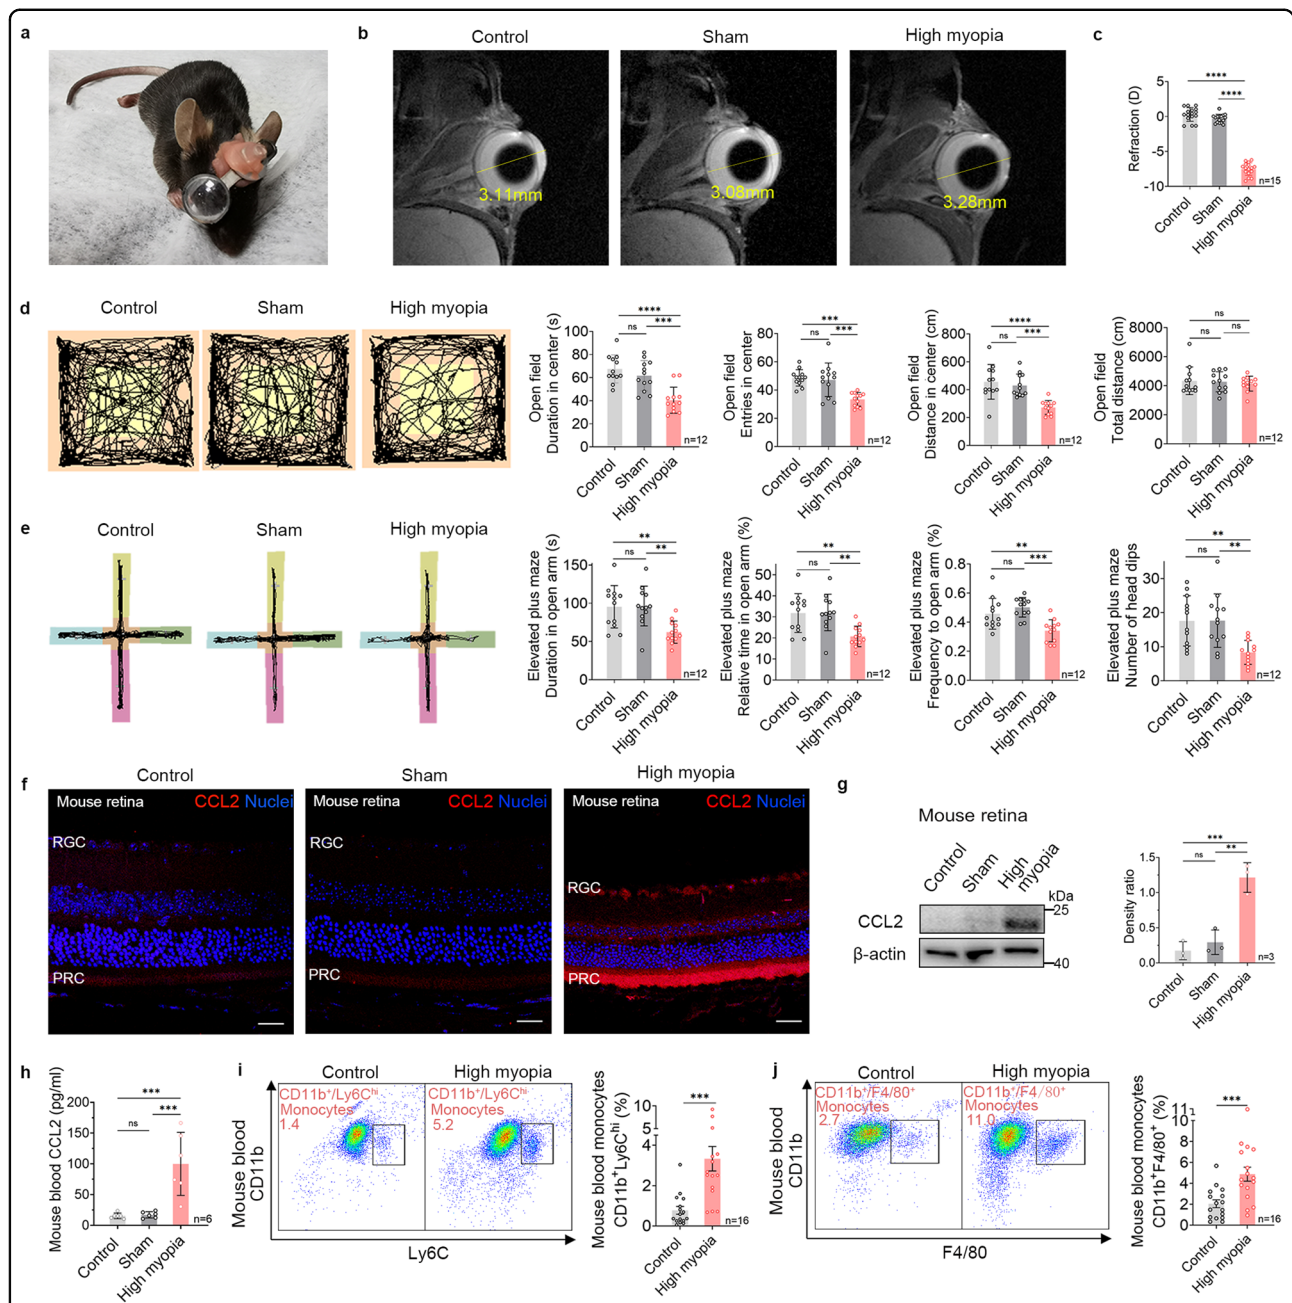 a
b
Control
Sham
High myopia
3.11mm
3.08mm
3.28mm
c
Refraction (D)
5
0
-5
-10
****
****
n=15
Control
Sham
High myopia
d
Control
Sham
High myopia
Open field
Duration in center (s)
100
80
60
40
20
0
****
ns
***
n=12
Control
Sham
High myopia
Open field
Entries in center
80
60
40
20
0
***
ns
***
n=12
Control
Sham
High myopia
Open field
Distance in center (cm)
800
600
400
200
0
****
ns
***
n=12
Control
Sham
High myopia
Open field
Total distance (cm)
8000
6000
4000
2000
0
ns
ns
ns
n=12
Control
Sham
High myopia
e
Control
Sham
High myopia
Elevated plus maze
Duration in open arm (s)
150
100
50
0
**
ns
**
n=12
Control
Sham
High myopia
Elevated plus maze
Relative time in open arm (%)
50
40
30
20
10
0
**
ns
**
n=12
Control
Sham
High myopia
Elevated plus maze
Frequency to open arm (%)
0.8
0.6
0.4
0.2
0.0
**
ns
***
n=12
Control
Sham
High myopia
Elevated plus maze
Number of head dips
30
20
10
0
**
ns
**
n=12
Control
Sham
High myopia
f
Control
Sham
High myopia
Mouse retina CCL2 Nuclei
RGC
PRC
Mouse retina CCL2 Nuclei
RGC
PRC
Mouse retina CCL2 Nuclei
RGC
PRC
g
Mouse retina
Control
Sham
High
myopia
kDa
CCL2
25
β-actin
40
Density ratio
1.5
1.0
0.5
0.0
***
ns
**
n=3
Control
Sham
High myopia
h
Mouse blood CCL2 (pg/ml)
200
150
100
50
25
0
***
ns
***
n=6
Control
Sham
High myopia
i
Control
High myopia
CD11b⁺/Ly6Cʰⁱ
Monocytes
1.4
CD11b⁺/Ly6Cʰⁱ
Monocytes
5.2
Mouse blood
CD11b
Ly6C
Mouse blood monocytes
CD11b⁺Ly6Cʰⁱ (%)
10
8
6
4
2
0
***
n=16
Control
High myopia
j
Control
High myopia
CD11b⁺/F4/80⁺
Monocytes
2.7
CD11b⁺/F4/80⁺
Monocytes
11.0
Mouse blood
CD11b
F4/80
Mouse blood monocytes
CD11b⁺F4/80⁺ (%)
11
10
8
6
4
2
0
***
n=16
Control
High myopia